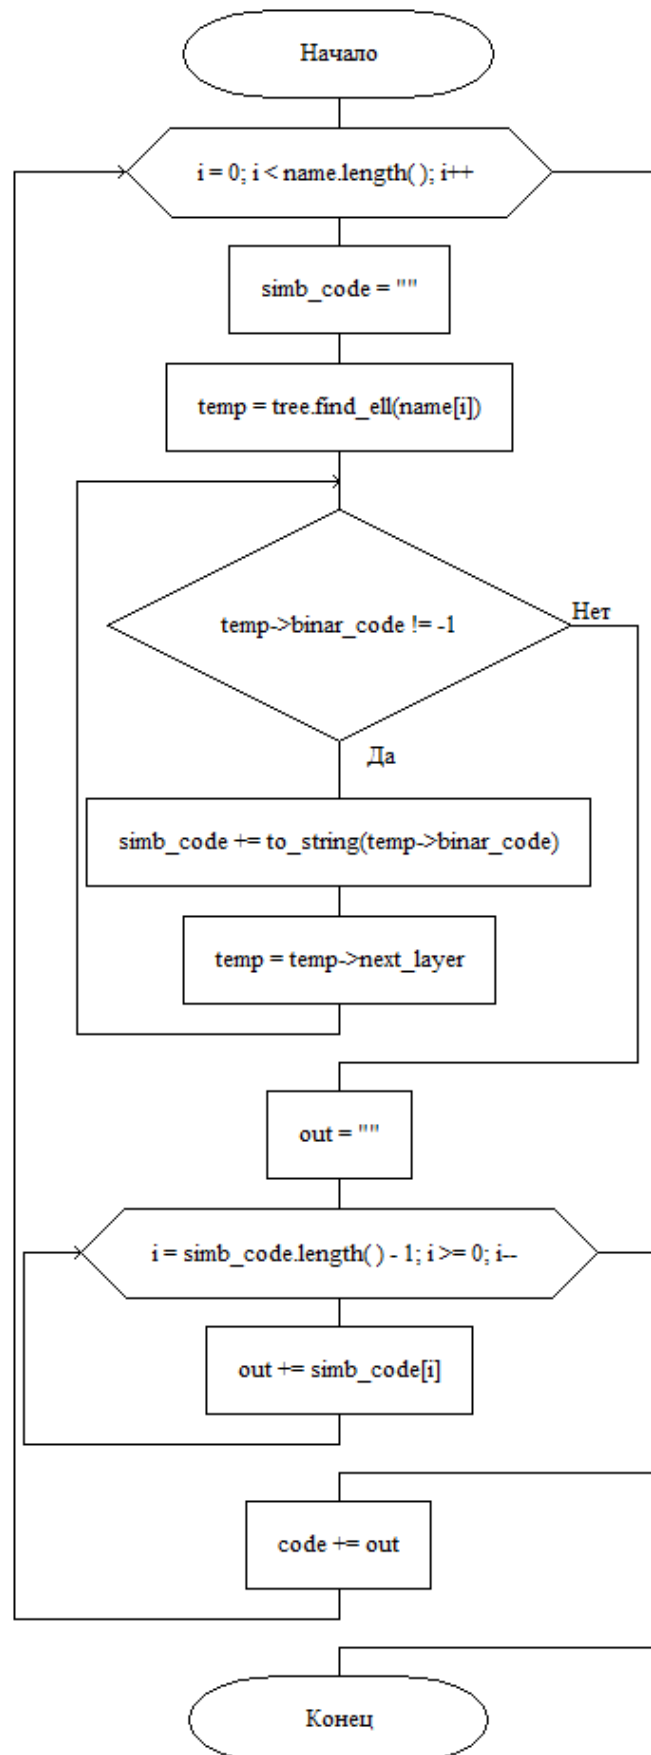 Начало
i = 0; i < name.length( ); i++
simb_code = ""
temp = tree.find_ell(name[i])
temp->binar_code != -1
Нет
Да
simb_code += to_string(temp->binar_code)
temp = temp->next_layer
out = ""
i = simb_code.length( ) - 1; i >= 0; i--
out += simb_code[i]
code += out
Конец